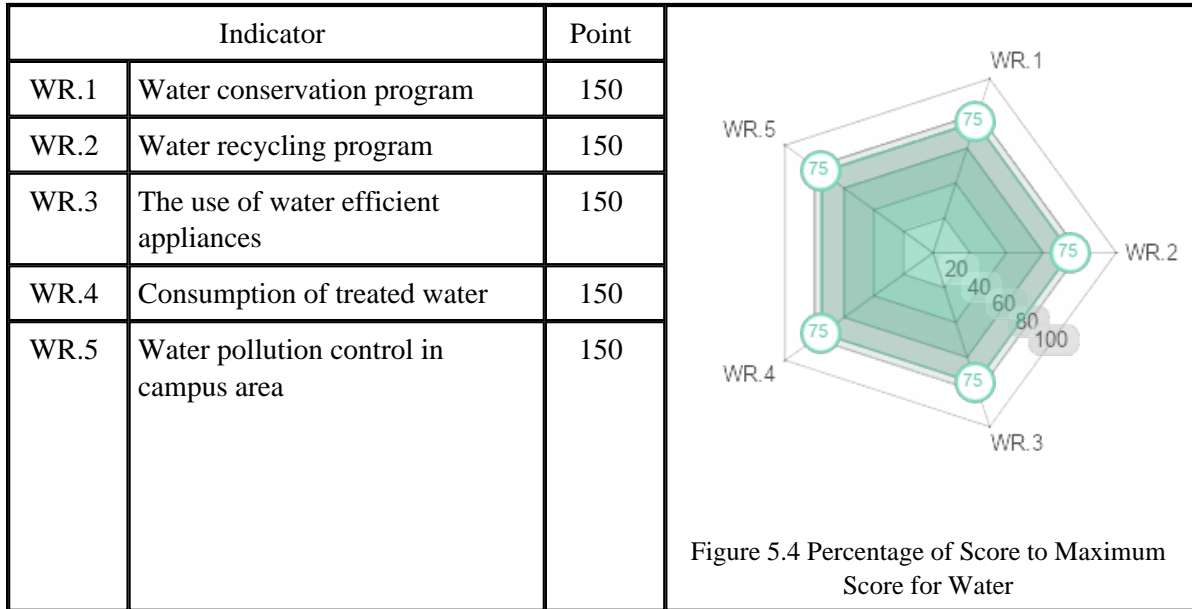 Indicator Point
WR.1 Water conservation program 150
WR.2 Water recycling program 150
WR.3 The use of water efficient 150
appliances
WR.4 Consumption of treated water 150
WR.5 Water pollution control in 150
campus area
WR.1
75
WR.5
75
75
WR.2
20
40
60
80
100
75
WR.4
75
WR.3
Figure 5.4 Percentage of Score to Maximum
Score for Water